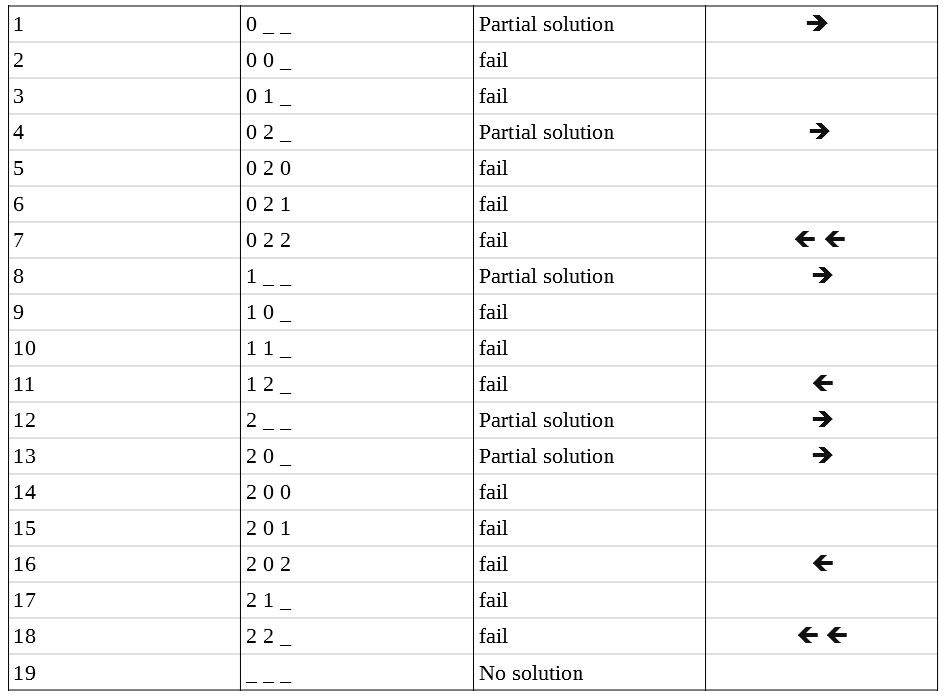 1 0 _ _ Partial solution ➔
2 0 0 _ fail
3 0 1 _ fail
4 0 2 _ Partial solution ➔
5 0 2 0 fail
6 0 2 1 fail
7 0 2 2 fail 🡰 🡰
8 1 _ _ Partial solution ➔
9 1 0 _ fail
10 1 1 _ fail
11 1 2 _ fail 🡰
12 2 _ _ Partial solution ➔
13 2 0 _ Partial solution ➔
14 2 0 0 fail
15 2 0 1 fail
16 2 0 2 fail 🡰
17 2 1 _ fail
18 2 2 _ fail 🡰 🡰
19 _ _ _ No solution